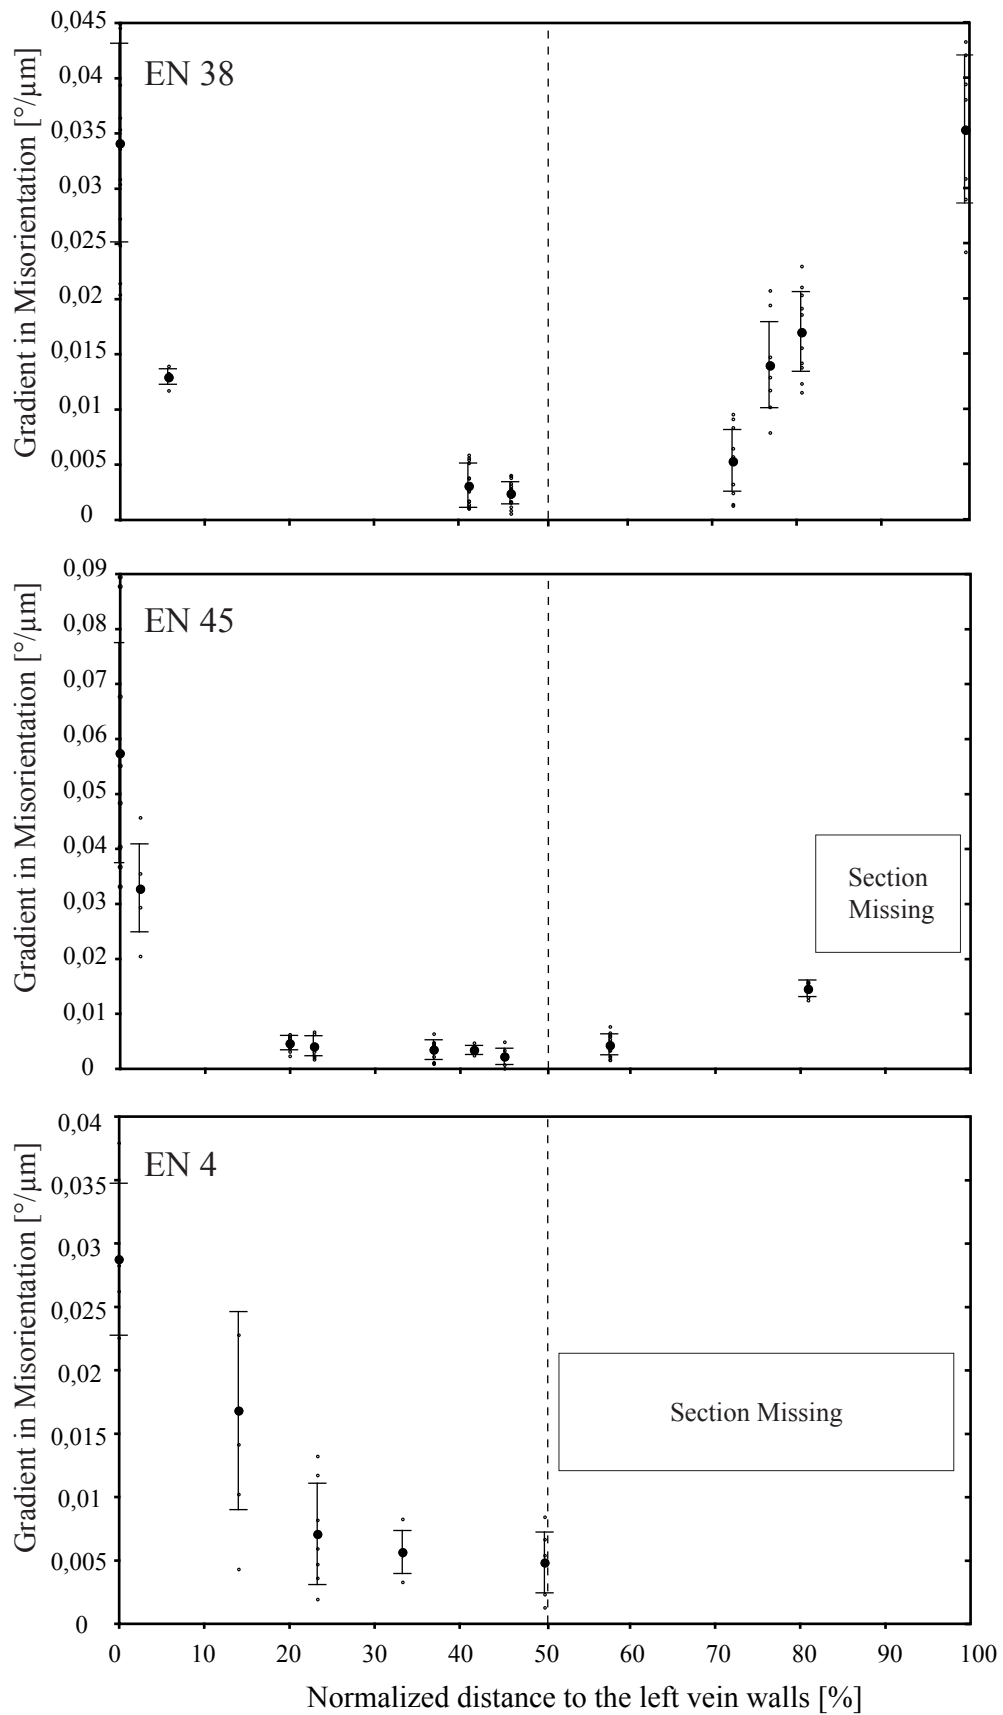 0,045
0,04
0,035
0,03
0,025
0,02
0,015
0,01
0,005
0
Gradient in Misorientation [°/µm]
EN 38
0,09
0,08
0,07
0,06
0,05
0,04
0,03
0,02
0,01
0
Gradient in Misorientation [°/µm]
EN 45
Section
Missing
0,04
0,035
0,03
0,025
0,02
0,015
0,01
0,005
0
Gradient in Misorientation [°/µm]
EN 4
Section Missing
0 10 20 30 40 50 60 70 80 90 100
Normalized distance to the left vein walls [%]